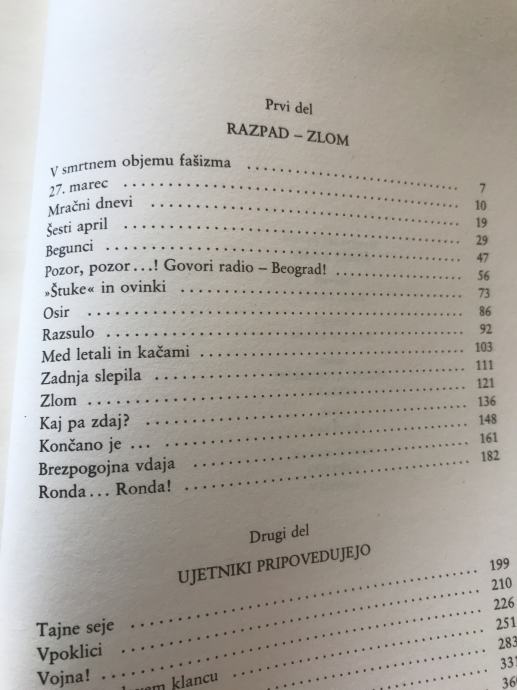 Prvi del
RAZPAD – ZLOM
V smrtnem objemu fašizma .................... 7
27. marec .................... 10
Mračni dnevi .................... 19
Šesti april .................... 29
Begunci .................... 47
Pozor, pozor...! Govori radio – Beograd! .................... 56
»Štuke« in ovinki .................... 73
Osir .................... 86
Razsulo .................... 92
Med letali in kačami .................... 103
Zadnja slepila .................... 111
Zlom .................... 121
Kaj pa zdaj? .................... 136
Končano je ... .................... 148
Brezpogojna vdaja .................... 161
Ronda... Ronda! .................... 182
Drugi del
UJETNIKI PRIPOVEDUJEJO
Tajne seje .................... 199
Vpoklici .................... 210
Vojna! .................... 226
klancu .................... 251
283
331